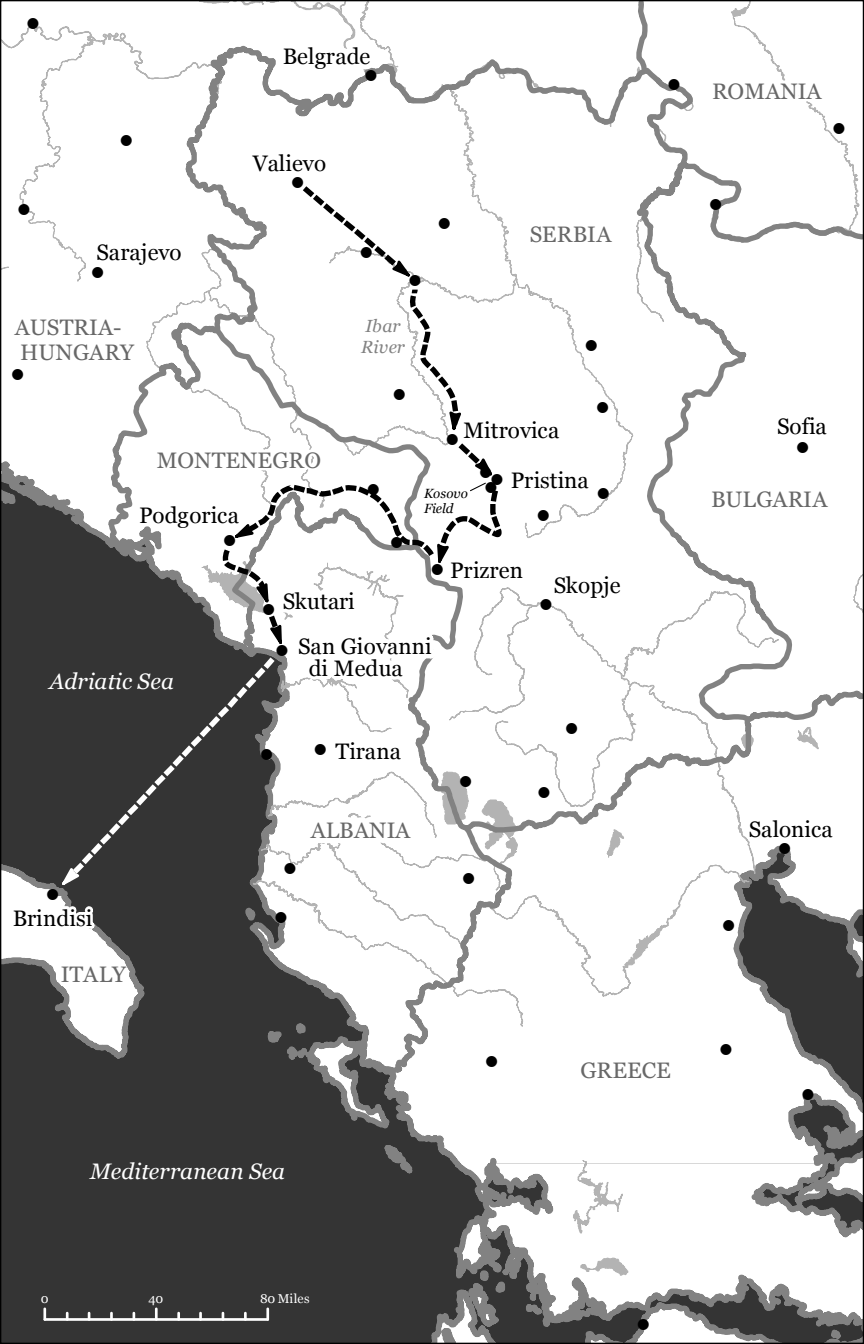 Belgrade
ROMANIA
Valievo
SERBIA
Sarajevo
AUSTRIA-
HUNGARY
Ibar
River
Mitrovica
Sofia
MONTENEGRO
Pristina
Kosovo
Field
BULGARIA
Podgorica
Prizren
Skopje
Skutari
San Giovanni
di Medua
Adriatic Sea
Tirana
ALBANIA
Salonica
Brindisi
ITALY
GREECE
Mediterranean Sea
0 40 80 Miles